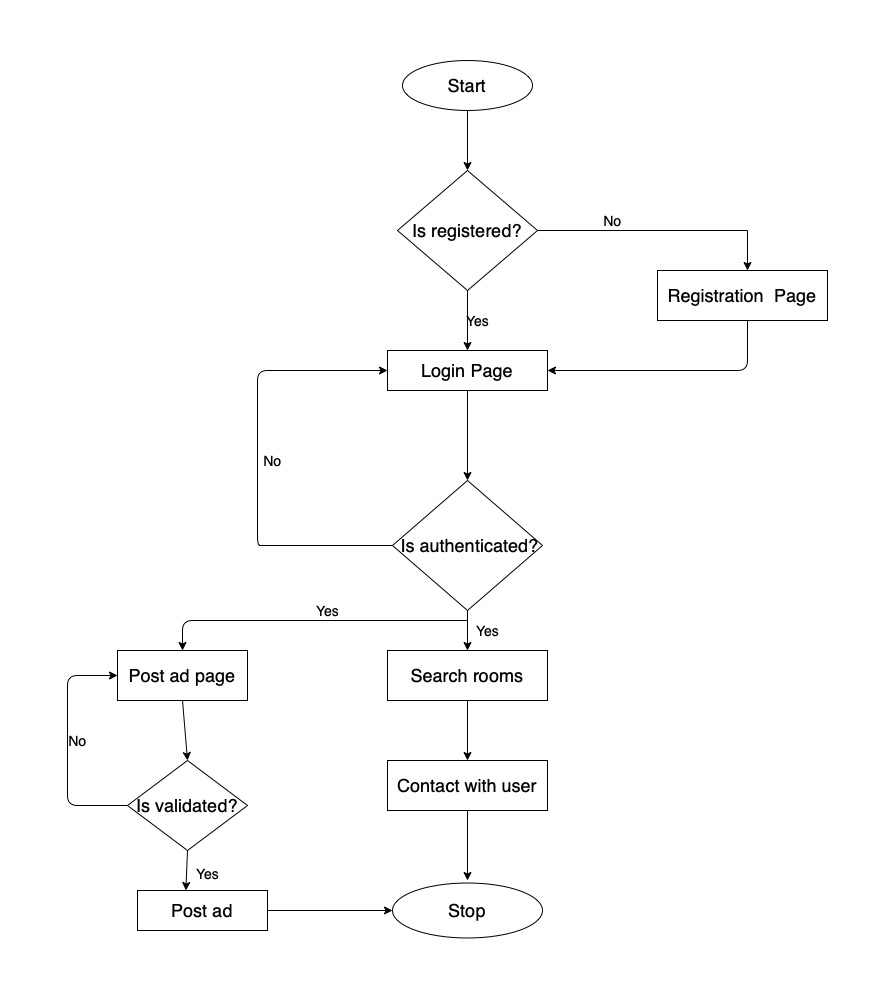 Start
Is registered?
No
Registration  Page
Yes
Login Page
No
Is authenticated?
Yes
Yes
Post ad page
Search rooms
No
Contact with user
Is validated?
Yes
Post ad
Stop